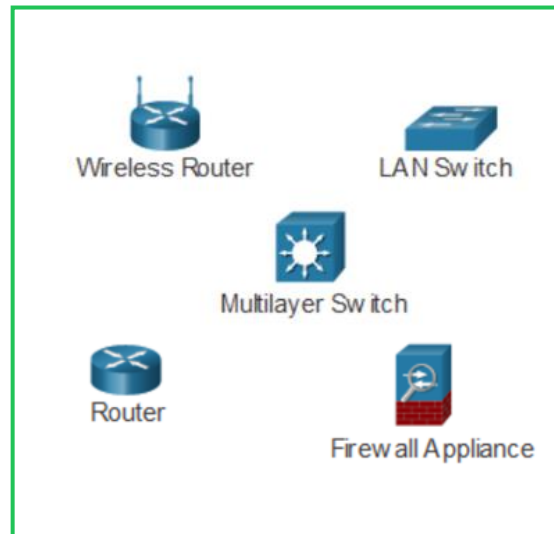 Wireless Router
LAN Switch
Multilayer Switch
Router
Firewall Appliance